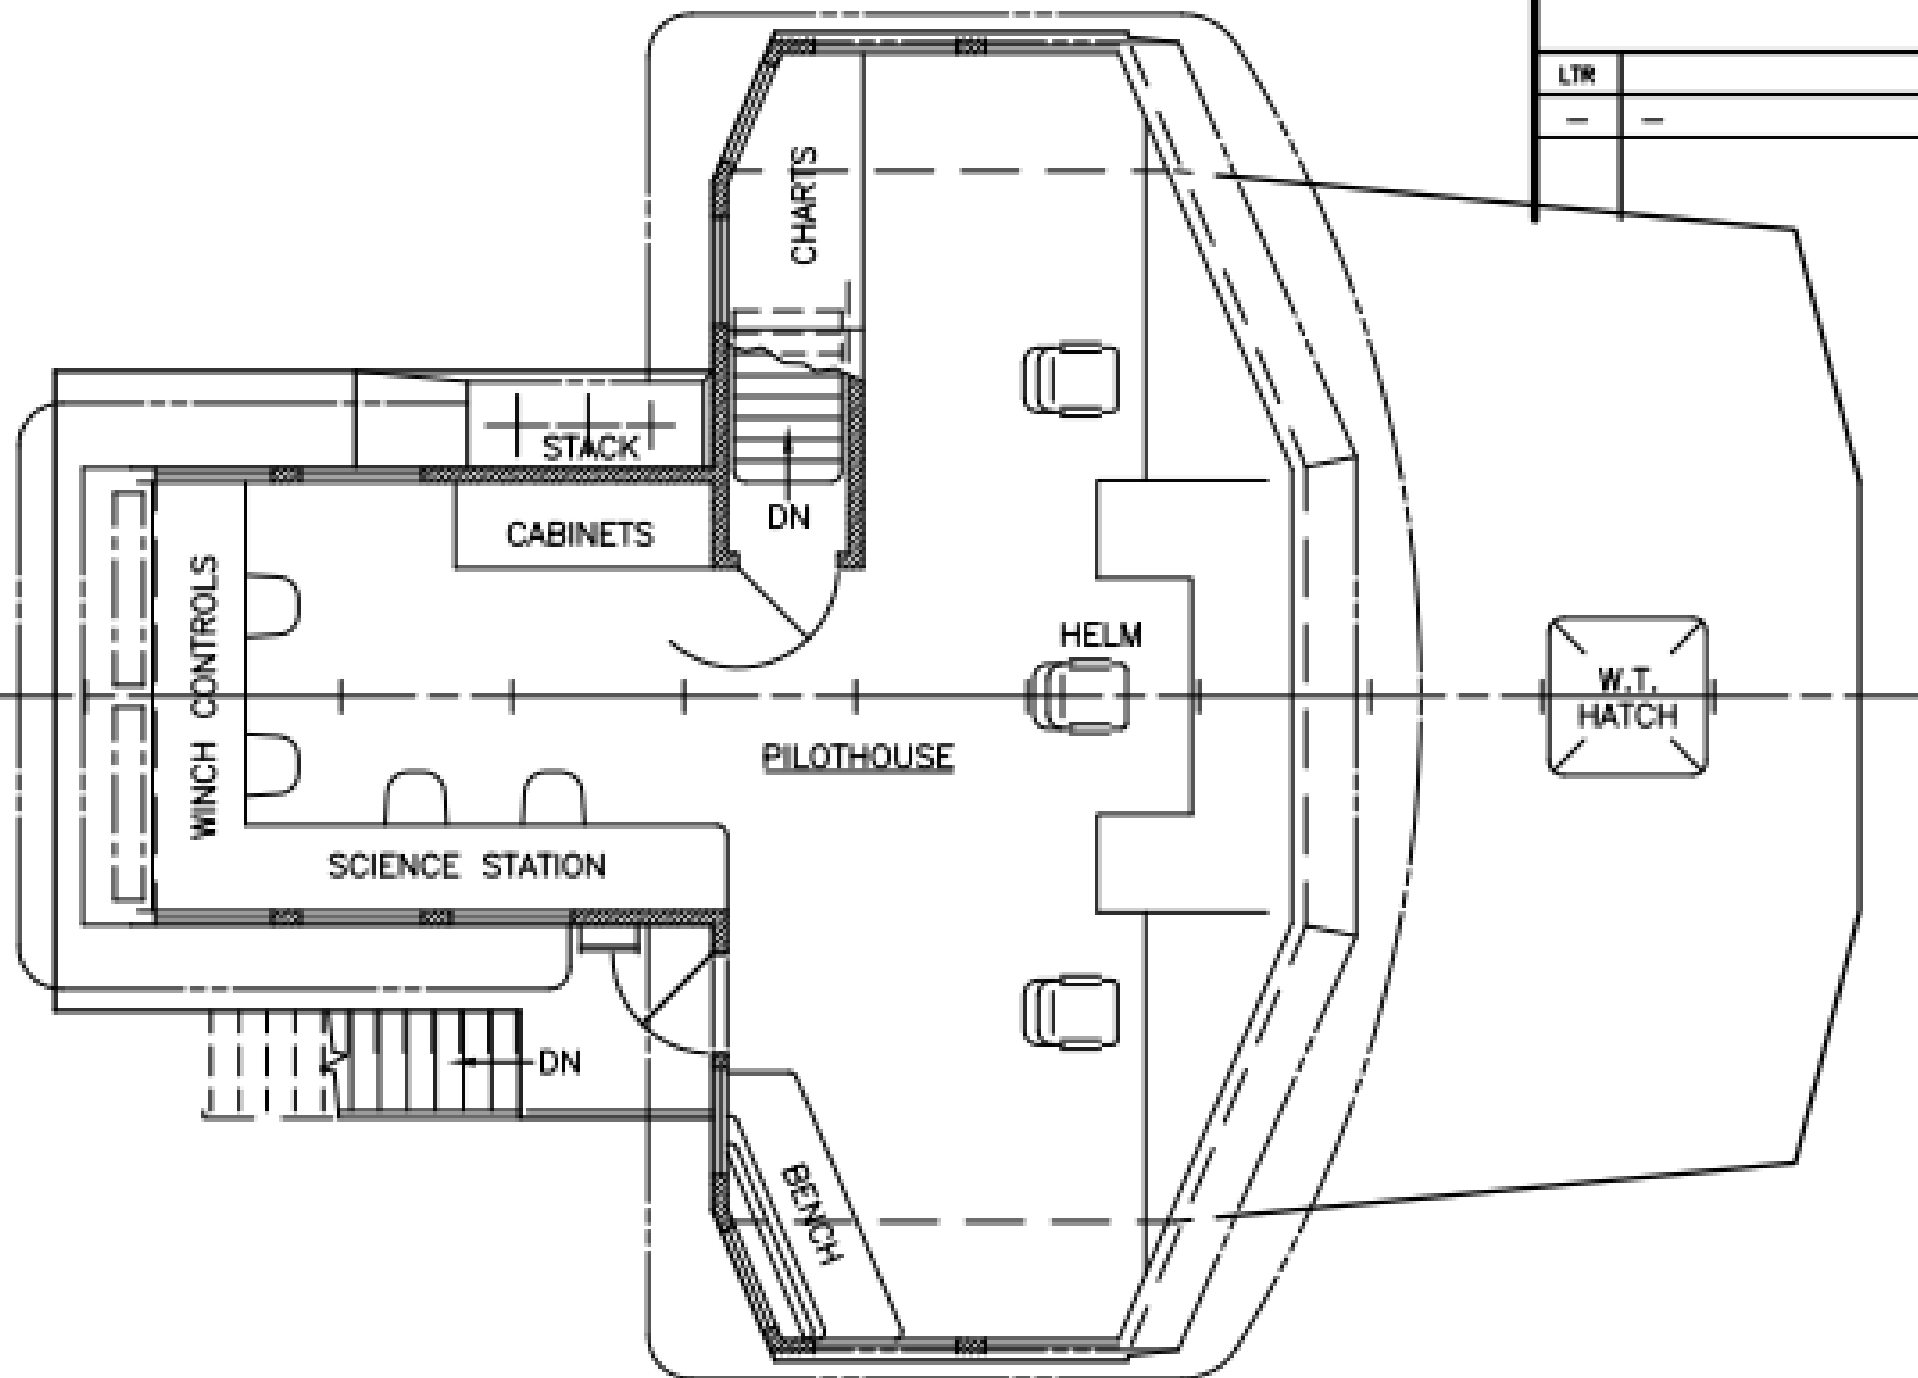 LTR
- -
CHARTS
STACK
DN
CABINETS
WINCH CONTROLS
HELM
W.T.
HATCH
PILOTHOUSE
SCIENCE STATION
DN
BENCH